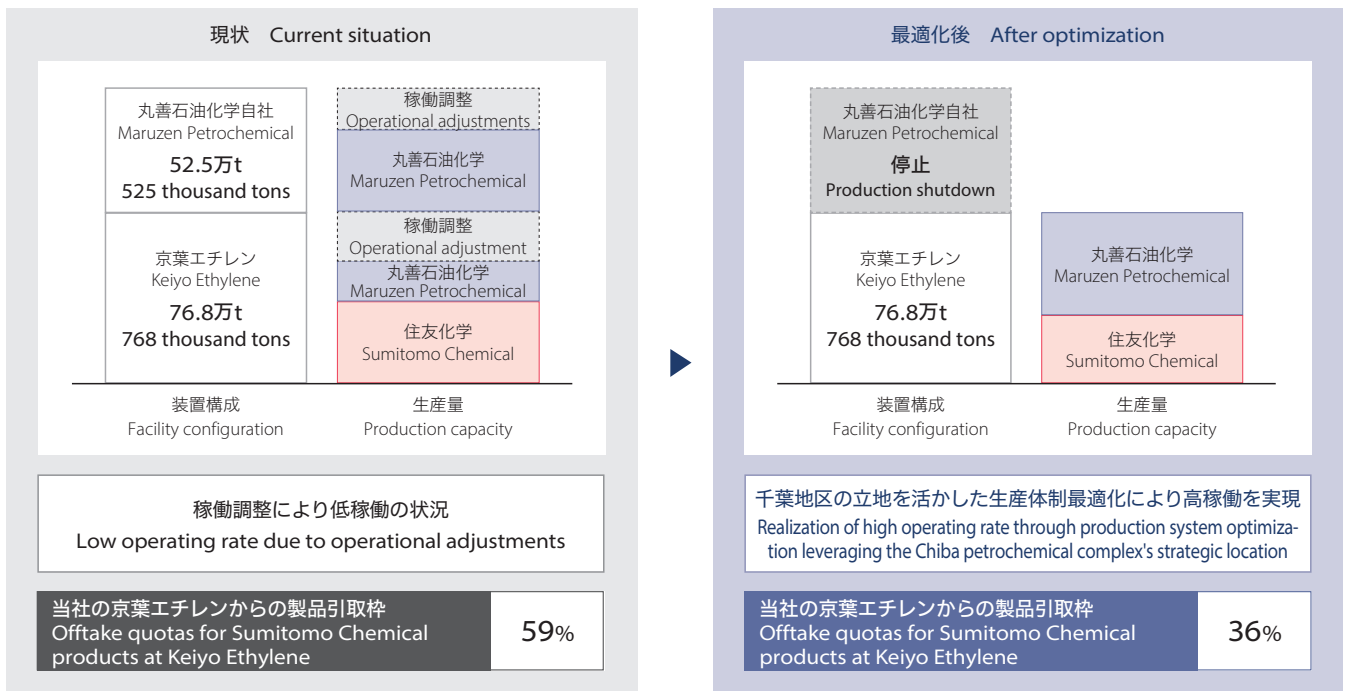 現状 Current situation
丸善石油化学自社
Maruzen Petrochemical
52.5万t
525 thousand tons
京葉エチレン
Keiyo Ethylene
76.8万t
768 thousand tons
稼働調整
Operational adjustments
丸善石油化学
Maruzen Petrochemical
稼働調整
Operational adjustment
丸善石油化学
Maruzen Petrochemical
住友化学
Sumitomo Chemical
装置構成
Facility configuration
生産量
Production capacity
稼働調整により低稼働の状況
Low operating rate due to operational adjustments
当社の京葉エチレンからの製品引取枠
Offtake quotas for Sumitomo Chemical
products at Keiyo Ethylene
59%
最適化後 After optimization
丸善石油化学自社
Maruzen Petrochemical
停止
Production shutdown
京葉エチレン
Keiyo Ethylene
76.8万t
768 thousand tons
丸善石油化学
Maruzen Petrochemical
住友化学
Sumitomo Chemical
装置構成
Facility configuration
生産量
Production capacity
千葉地区の立地を活かした生産体制最適化により高稼働を実現
Realization of high operating rate through production system optimiza-
tion leveraging the Chiba petrochemical complex's strategic location
当社の京葉エチレンからの製品引取枠
Offtake quotas for Sumitomo Chemical
products at Keiyo Ethylene
36%